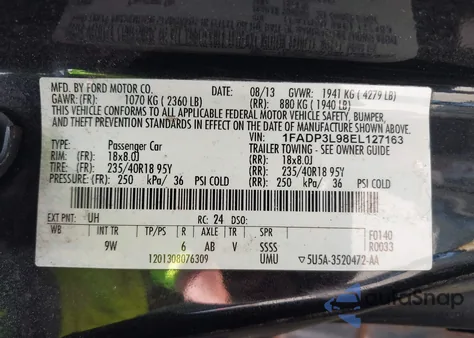 MFD. BY FORD MOTOR CO. 08/13 GVWR: 1941 KG ( 4279 LB)
GAWR: (FR) 1070 KG ( 2360 LB) (RR) 880 KG ( 1940 LB)
THIS VEHICLE CONFORMS TO ALL APPLICABLE FEDERAL MOTOR VEHICLE SAFETY, BUMPER,
AND THEFT PREVENTION STANDARDS IN EFFECT ON THE DATE OF MANUFACTURE SHOWN ABOVE.
VIN: 1FADP3L98EL127163
TYPE: Passenger Car TRAILER TOWING - SEE OWNERS GUIDE
RIM: (FR) 18x8.0J (RR) 18x8.0J
TIRE: (FR) 235/40R18 95Y (RR) 235/40R18 95Y
PRESSURE: (FR) 250 kPa/ 36 PSI COLD (RR) 250 kPa/ 36 PSI COLD
EXT PNT: UH RC: 24 DSO:
WB INT TR TP/PS R AXLE TR SPR F0140
9W 6 AB V SSSS R0033
1201308076309 UMU ▽5U5A-3520472-AA
autoSnap